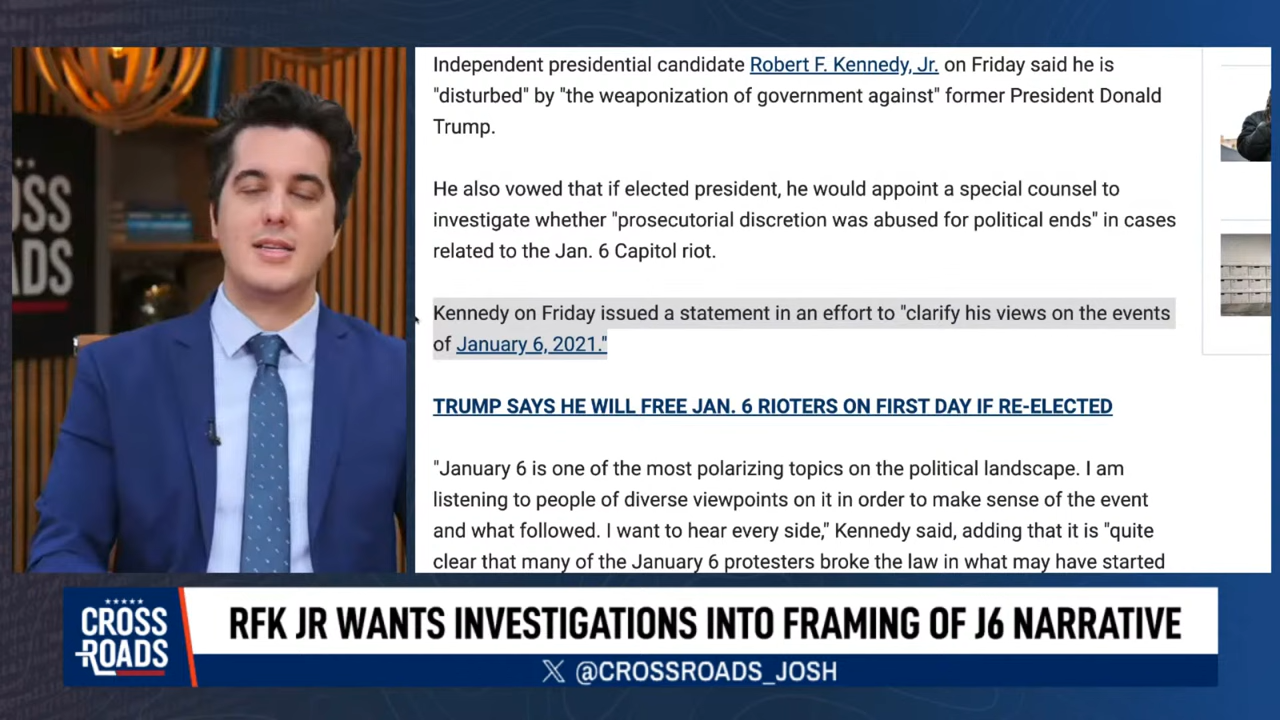 Independent presidential candidate Robert F. Kennedy, Jr. on Friday said he is
"disturbed" by "the weaponization of government against" former President Donald
Trump.
He also vowed that if elected president, he would appoint a special counsel to
investigate whether "prosecutorial discretion was abused for political ends" in cases
related to the Jan. 6 Capitol riot.
Kennedy on Friday issued a statement in an effort to "clarify his views on the events
of January 6, 2021."
TRUMP SAYS HE WILL FREE JAN. 6 RIOTERS ON FIRST DAY IF RE-ELECTED
"January 6 is one of the most polarizing topics on the political landscape. I am
listening to people of diverse viewpoints on it in order to make sense of the event
and what followed. I want to hear every side," Kennedy said, adding that it is "quite
clear that many of the January 6 protesters broke the law in what may have started
OSS
ADS
CROSS
ROADS
RFK JR WANTS INVESTIGATIONS INTO FRAMING OF J6 NARRATIVE
X @CROSSROADS_JOSH